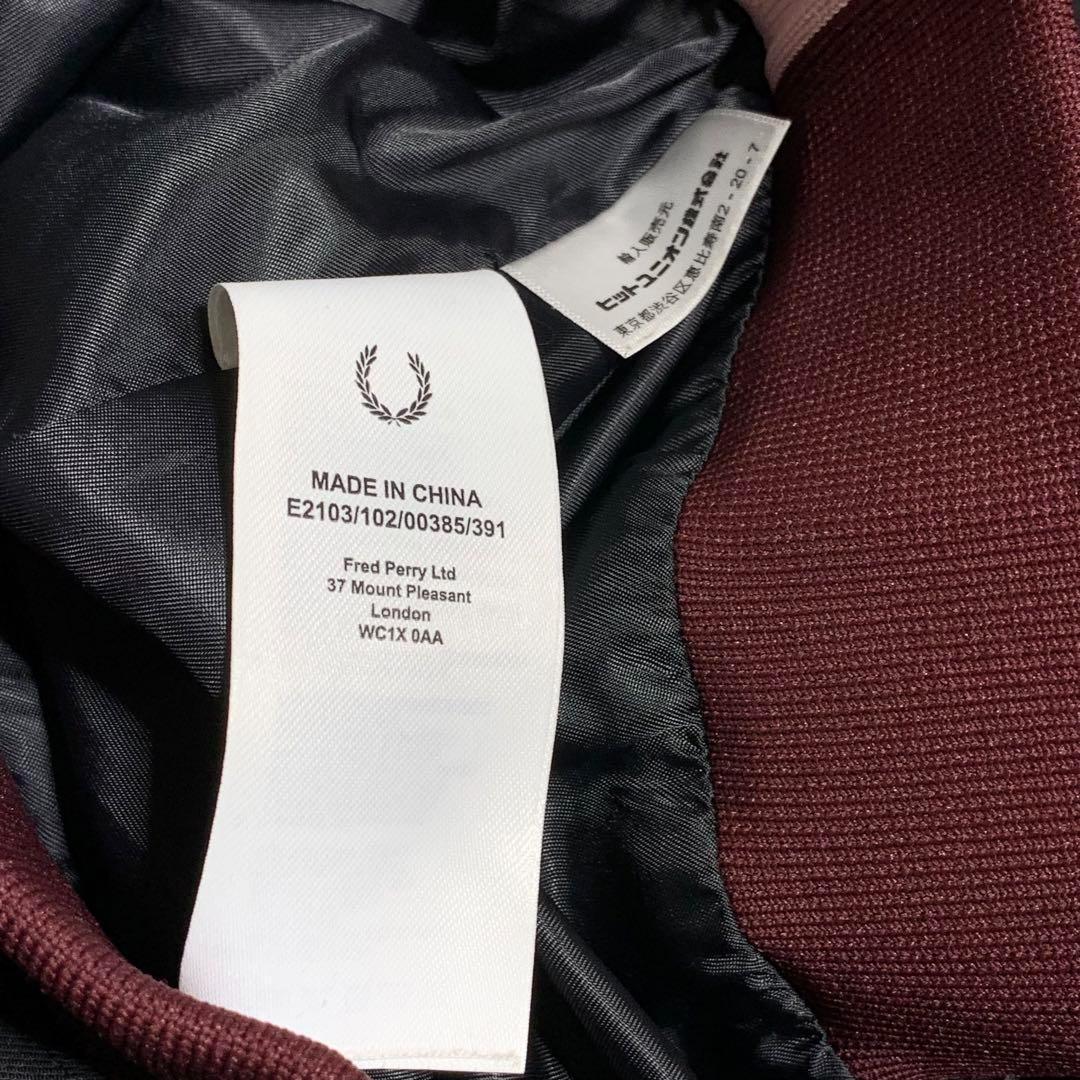 輸入販売元
ヒットユニオン株式会社
東京都渋谷区恵比寿南2-20-7
MADE IN CHINA
E2103/102/00385/391
Fred Perry Ltd
37 Mount Pleasant
London
WC1X 0AA